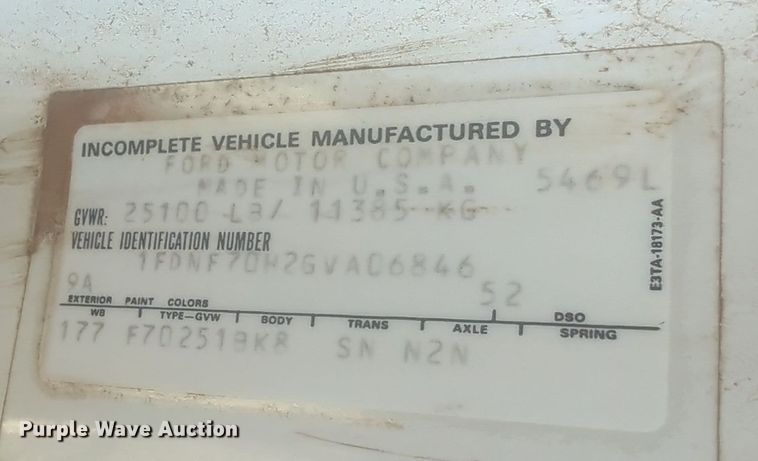 INCOMPLETE VEHICLE MANUFACTURED BY
FORD MOTOR COMPANY
MADE IN U.S.A.
5469L
GVWR: 25100 LB/ 11385 KG
VEHICLE IDENTIFICATION NUMBER
1FDNF70H2GVA06846
9A
52
EXTERIOR PAINT COLORS
DSO
WB TYPE-GVW BODY TRANS AXLE SPRING
177 F702519K8 SN N2N
E3TA-18173-AA
Purple Wave Auction